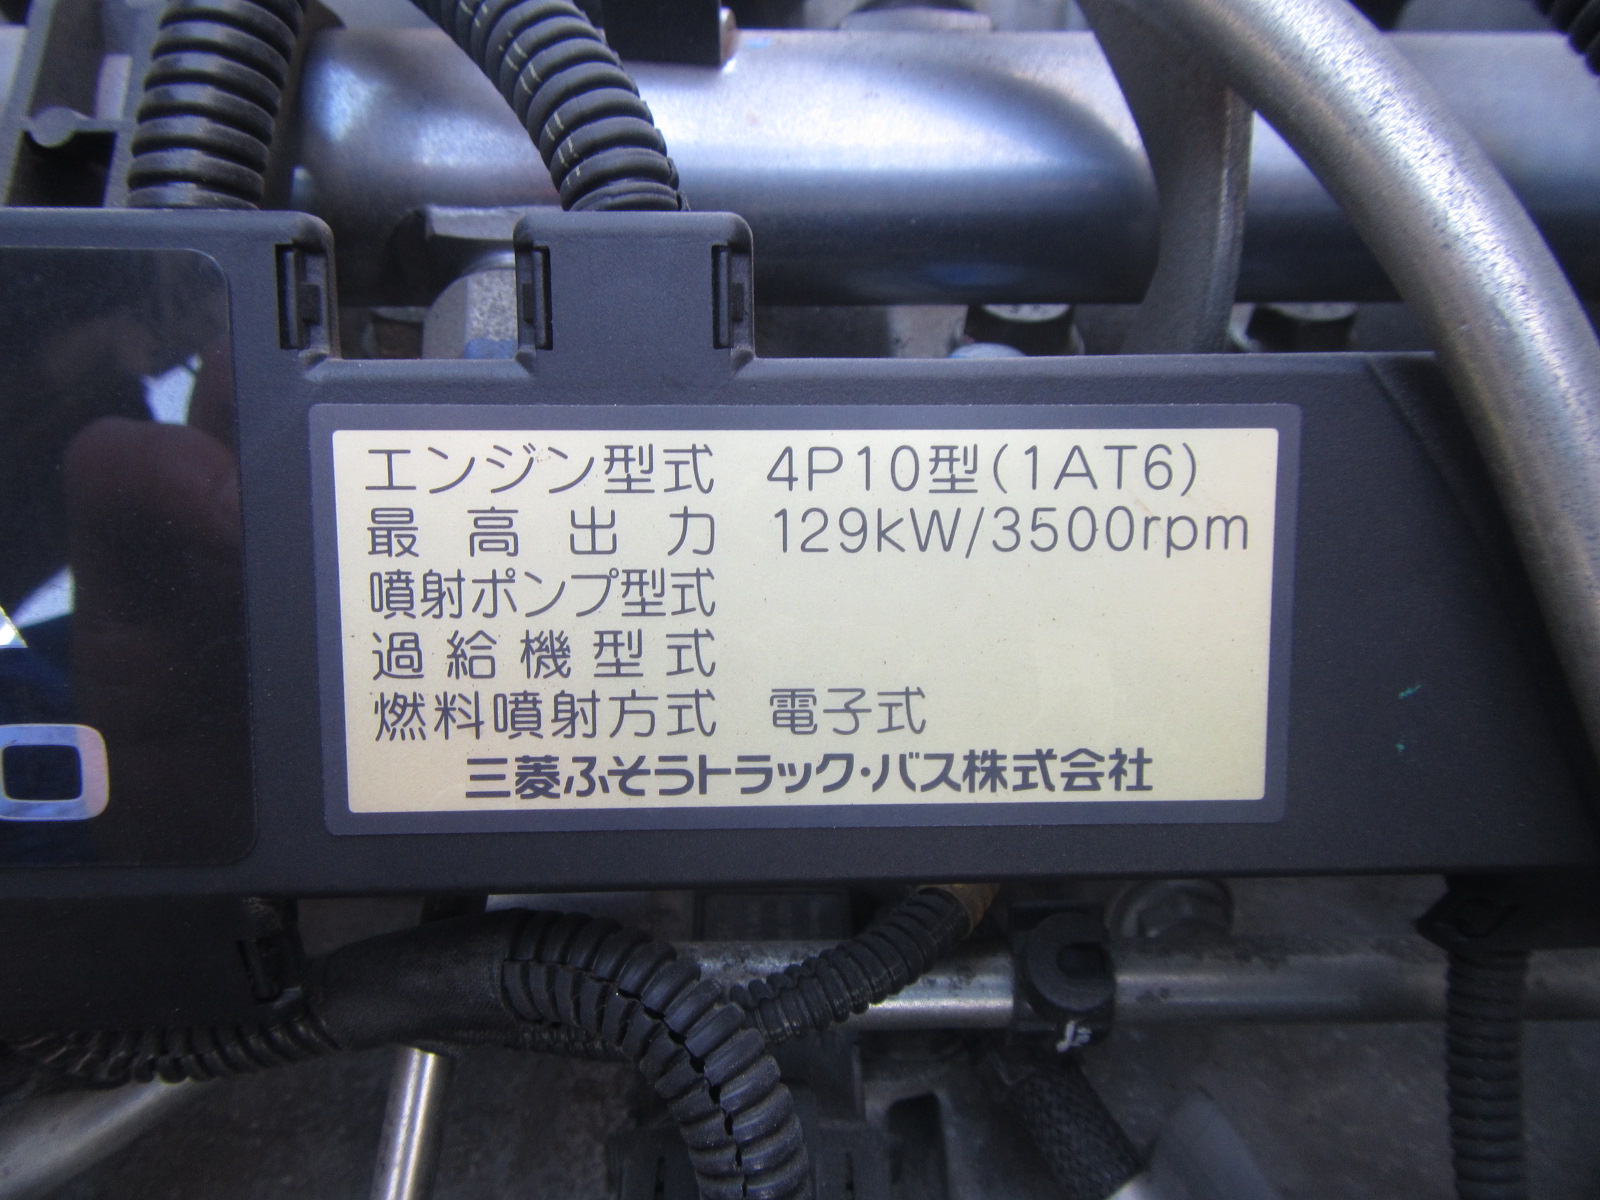 エンジン型式 4P10型(1AT6)
最高出力 129kW/3500rpm
噴射ポンプ型式
過給機型式
燃料噴射方式 電子式
三菱ふそうトラック・バス株式会社